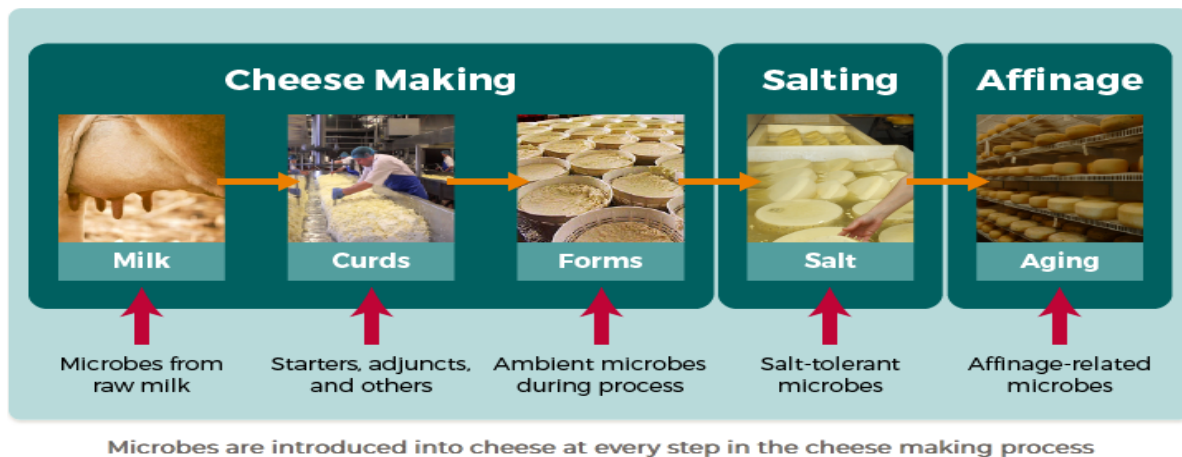 Cheese Making
Salting
Affinage
Milk
Curds
Forms
Salt
Aging
Microbes from
raw milk
Starters, adjuncts,
and others
Ambient microbes
during process
Salt-tolerant
microbes
Affinage-related
microbes
Microbes are introduced into cheese at every step in the cheese making process